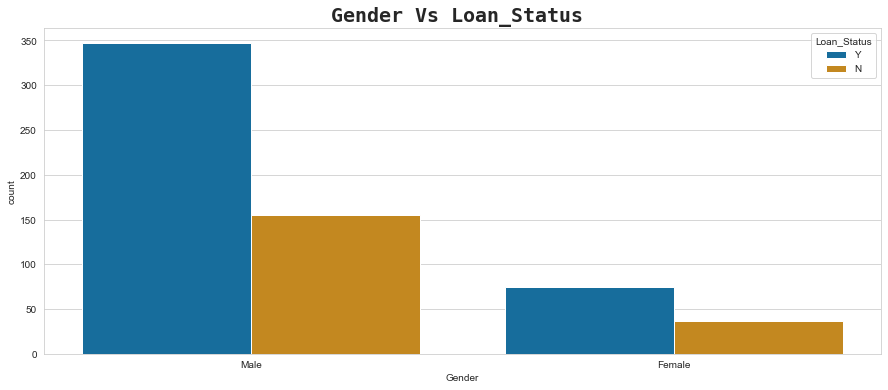 Gender Vs Loan_Status
Loan_Status
Y
N
350
300
250
200
150
100
50
0
count
Male
Female
Gender